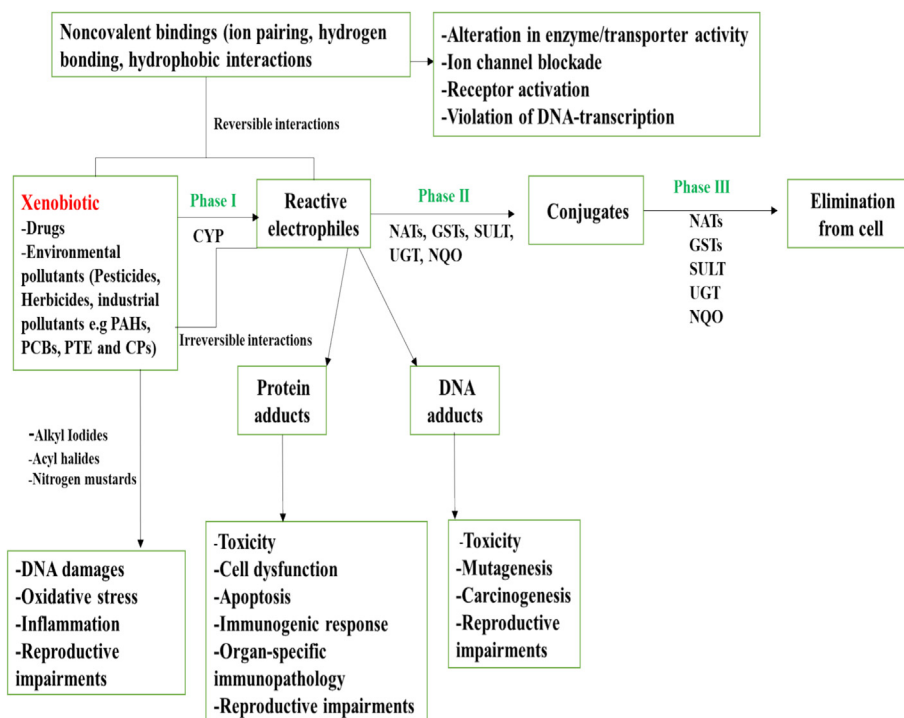 Noncovalent bindings (ion pairing, hydrogen
bonding, hydrophobic interactions
-Alteration in enzyme/transporter activity
-Ion channel blockade
-Receptor activation
-Violation of DNA-transcription
Reversible interactions
Xenobiotic
-Drugs
-Environmental
pollutants (Pesticides,
Herbicides, industrial
pollutants e.g PAHs,
PCBs, PTE and CPs)
Phase I
CYP
Reactive
electrophiles
Phase II
NATs, GSTs, SULT,
UGT, NQO
Conjugates
Phase III
NATs
GSTs
SULT
UGT
NQO
Elimination
from cell
Irreversible interactions
Protein
adducts
DNA
adducts
-Alkyl Iodides
-Acyl halides
-Nitrogen mustards
-DNA damages
-Oxidative stress
-Inflammation
-Reproductive
impairments
-Toxicity
-Cell dysfunction
-Apoptosis
-Immunogenic response
-Organ-specific
immunopathology
-Reproductive impairments
-Toxicity
-Mutagenesis
-Carcinogenesis
-Reproductive
impairments